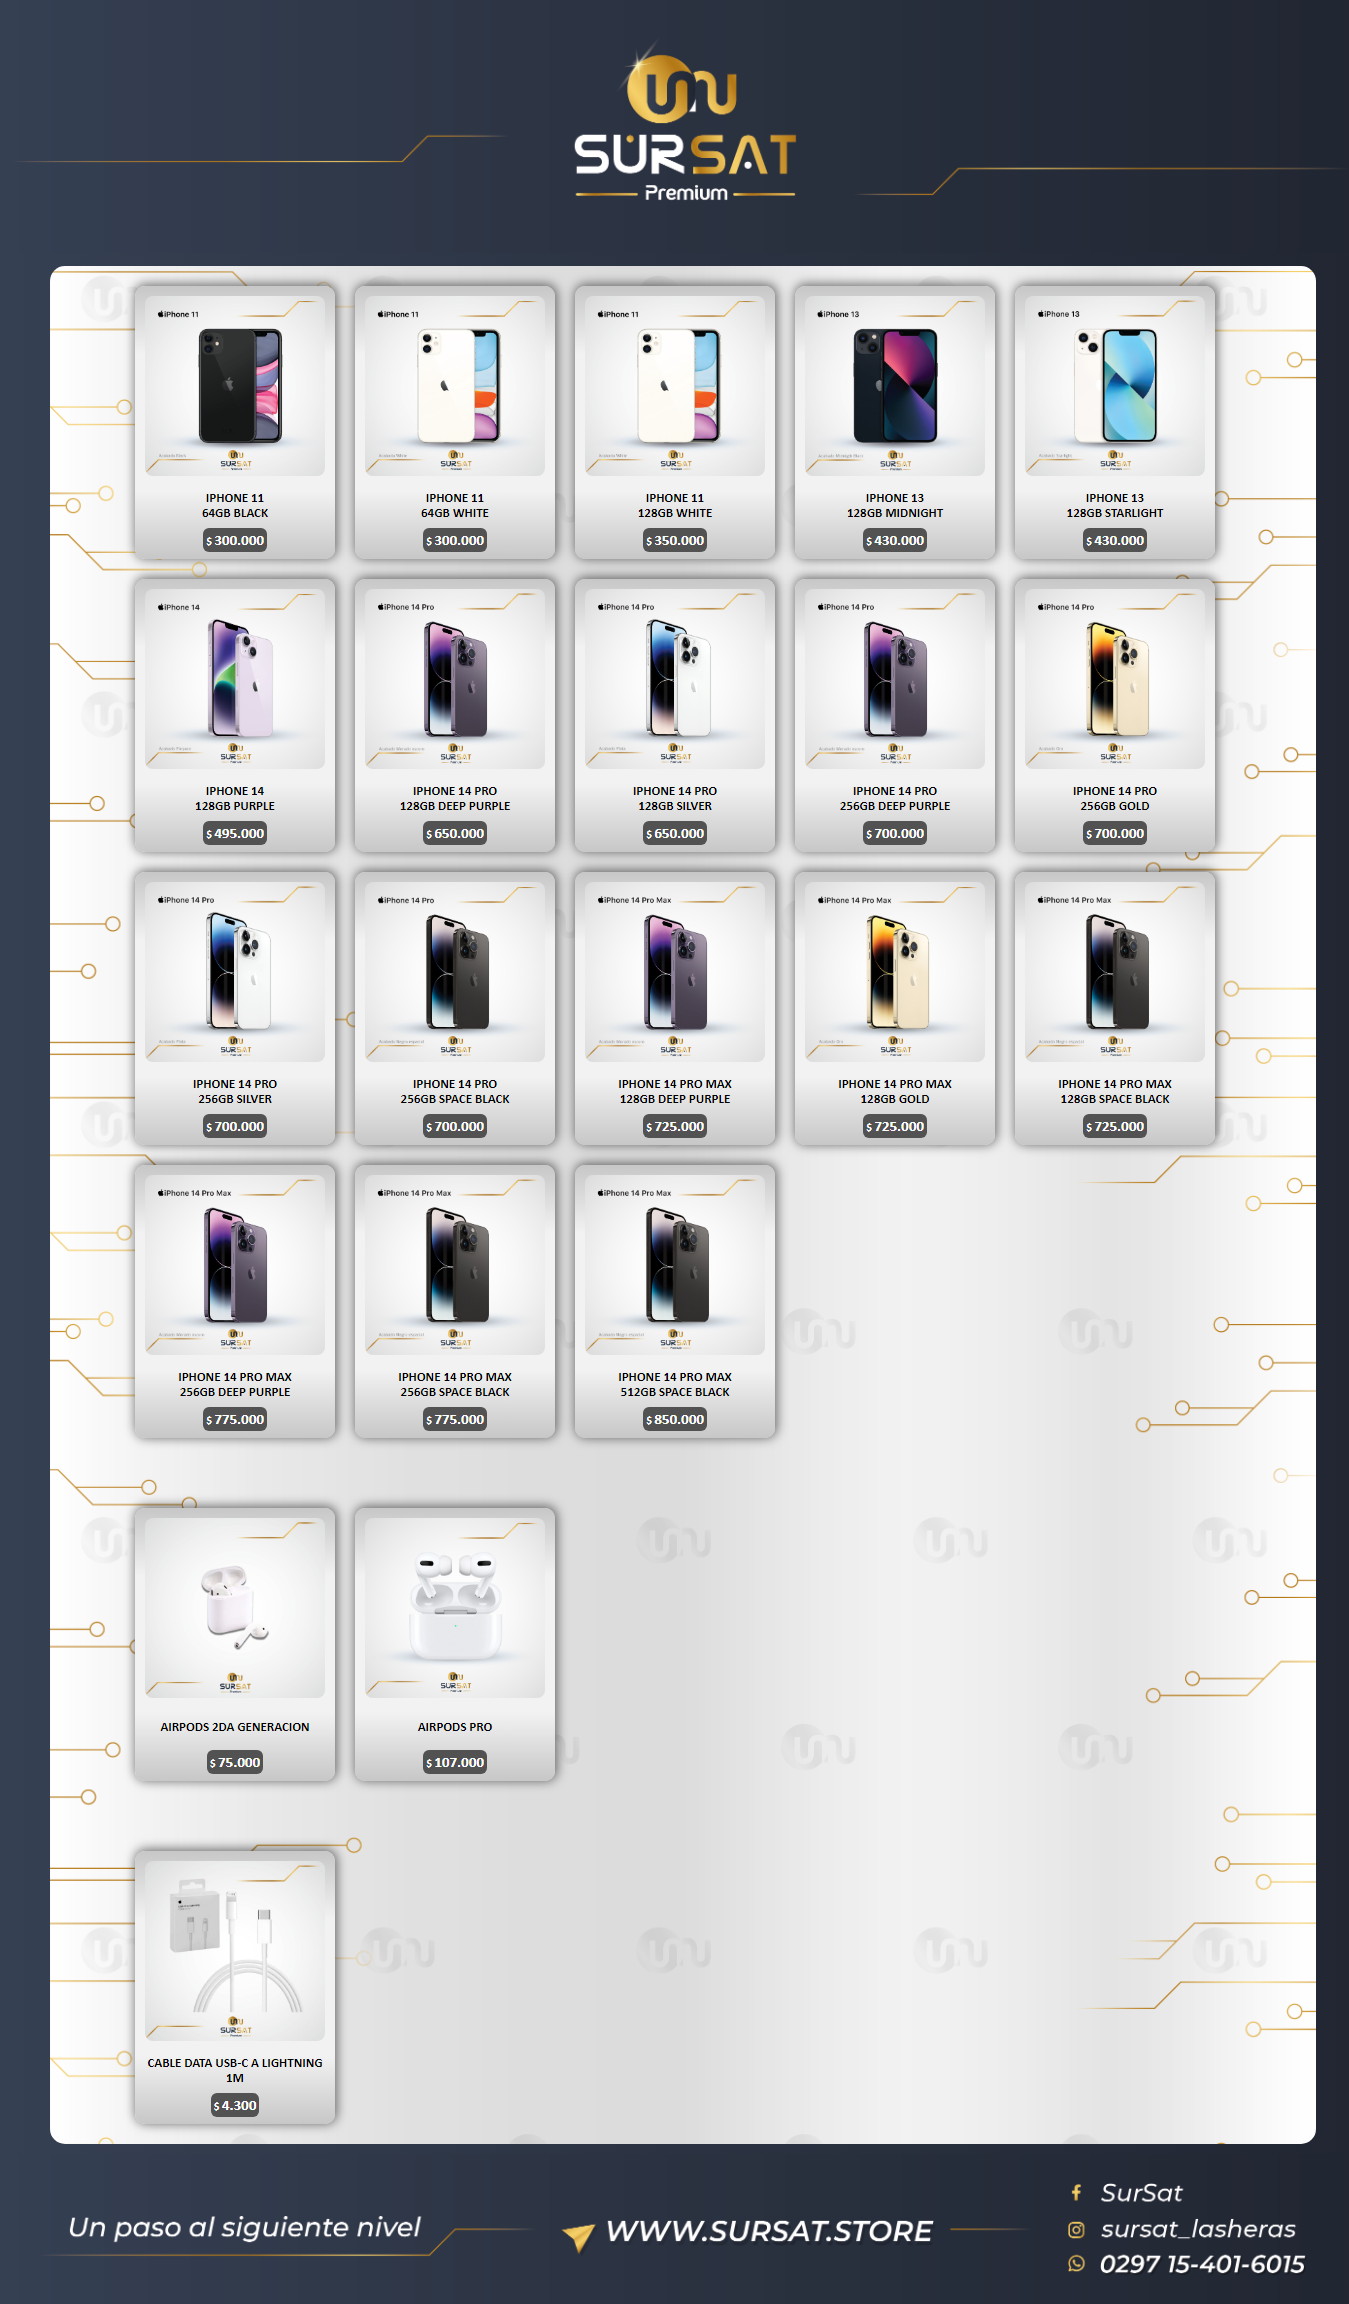 SURSAT
Premium
iPhone 11
iPhone 11
iPhone 11
iPhone 13
iPhone 13
SURSAT
SURSAT
SURSAT
SURSAT
SURSAT
IPHONE 11
64GB BLACK
$ 300.000
IPHONE 11
64GB WHITE
$ 300.000
IPHONE 11
128GB WHITE
$ 350.000
IPHONE 13
128GB MIDNIGHT
$ 430.000
IPHONE 13
128GB STARLIGHT
$ 430.000
iPhone 14
iPhone 14 Pro
iPhone 14 Pro
iPhone 14 Pro
iPhone 14 Pro
SURSAT
SURSAT
SURSAT
SURSAT
SURSAT
IPHONE 14
128GB PURPLE
$ 495.000
IPHONE 14 PRO
128GB DEEP PURPLE
$ 650.000
IPHONE 14 PRO
128GB SILVER
$ 650.000
IPHONE 14 PRO
256GB DEEP PURPLE
$ 700.000
IPHONE 14 PRO
256GB GOLD
$ 700.000
iPhone 14 Pro
iPhone 14 Pro
iPhone 14 Pro Max
iPhone 14 Pro Max
iPhone 14 Pro Max
SURSAT
SURSAT
SURSAT
SURSAT
SURSAT
IPHONE 14 PRO
256GB SILVER
$ 700.000
IPHONE 14 PRO
256GB SPACE BLACK
$ 700.000
IPHONE 14 PRO MAX
128GB DEEP PURPLE
$ 725.000
IPHONE 14 PRO MAX
128GB GOLD
$ 725.000
IPHONE 14 PRO MAX
128GB SPACE BLACK
$ 725.000
iPhone 14 Pro Max
iPhone 14 Pro Max
iPhone 14 Pro Max
SURSAT
SURSAT
SURSAT
IPHONE 14 PRO MAX
256GB DEEP PURPLE
$ 775.000
IPHONE 14 PRO MAX
256GB SPACE BLACK
$ 775.000
IPHONE 14 PRO MAX
512GB SPACE BLACK
$ 850.000
SURSAT
SURSAT
AIRPODS 2DA GENERACION
$ 75.000
AIRPODS PRO
$ 107.000
SURSAT
CABLE DATA USB-C A LIGHTNING
1M
$ 4.300
Un paso al siguiente nivel
WWW.SURSAT.STORE
SurSat
sursat_lasheras
0297 15-401-6015